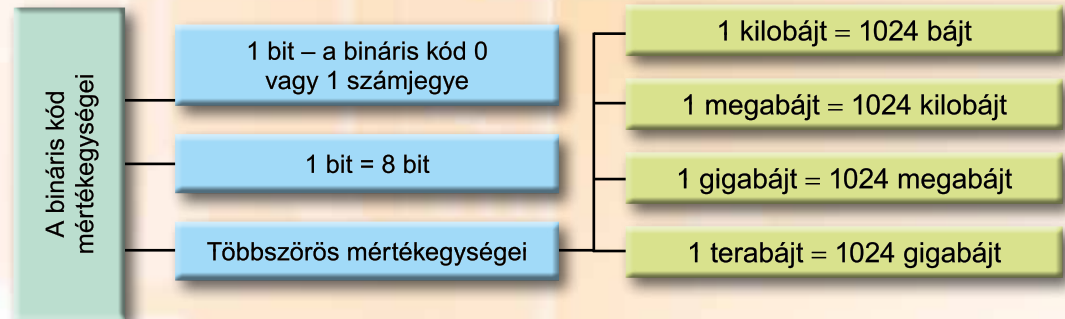 A bináris kód
mértékegységei
1 bit – a bináris kód 0
vagy 1 számjegye
1 bit = 8 bit
Többszörös mértékegységei
1 kilobájt = 1024 bájt
1 megabájt = 1024 kilobájt
1 gigabájt = 1024 megabájt
1 terabájt = 1024 gigabájt